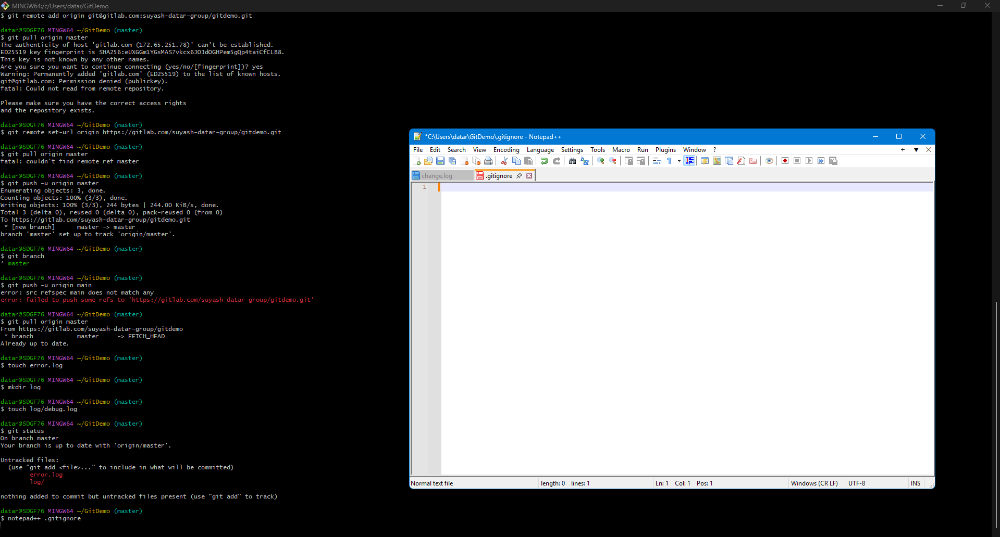 MINGW64:/c/Users/datar/GitDemo
$ git remote add origin git@gitlab.com:suyash-datar-group/gitdemo.git
datar@SDGF76 MINGW64 ~/GitDemo (master)
$ git pull origin master
The authenticity of host 'gitlab.com (172.65.251.78)' can't be established.
ED25519 key fingerprint is SHA256:eUXGGm1YGsMAS7vkcx6JOJdOGHPem5gQp4taiCfCLB8.
This key is not known by any other names.
Are you sure you want to continue connecting (yes/no/[fingerprint])? yes
Warning: Permanently added 'gitlab.com' (ED25519) to the list of known hosts.
git@gitlab.com: Permission denied (publickey).
fatal: Could not read from remote repository.
Please make sure you have the correct access rights
and the repository exists.
datar@SDGF76 MINGW64 ~/GitDemo (master)
$ git remote set-url origin https://gitlab.com/suyash-datar-group/gitdemo.git
datar@SDGF76 MINGW64 ~/GitDemo (master)
$ git pull origin master
fatal: couldn't find remote ref master
datar@SDGF76 MINGW64 ~/GitDemo (master)
$ git push -u origin master
Enumerating objects: 3, done.
Counting objects: 100% (3/3), done.
Writing objects: 100% (3/3), 244 bytes | 244.00 KiB/s, done.
Total 3 (delta 0), reused 0 (delta 0), pack-reused 0 (from 0)
To https://gitlab.com/suyash-datar-group/gitdemo.git
 * [new branch]      master -> master
branch 'master' set up to track 'origin/master'.
datar@SDGF76 MINGW64 ~/GitDemo (master)
$ git branch
* master
datar@SDGF76 MINGW64 ~/GitDemo (master)
$ git push -u origin main
error: src refspec main does not match any
error: failed to push some refs to 'https://gitlab.com/suyash-datar-group/gitdemo.git'
datar@SDGF76 MINGW64 ~/GitDemo (master)
$ git pull origin master
From https://gitlab.com/suyash-datar-group/gitdemo
 * branch            master     -> FETCH_HEAD
Already up to date.
datar@SDGF76 MINGW64 ~/GitDemo (master)
$ touch error.log
datar@SDGF76 MINGW64 ~/GitDemo (master)
$ mkdir log
datar@SDGF76 MINGW64 ~/GitDemo (master)
$ touch log/debug.log
datar@SDGF76 MINGW64 ~/GitDemo (master)
$ git status
On branch master
Your branch is up to date with 'origin/master'.
Untracked files:
  (use "git add <file>..." to include in what will be committed)
        error.log
        log/
nothing added to commit but untracked files present (use "git add" to track)
datar@SDGF76 MINGW64 ~/GitDemo (master)
$ notepad++ .gitignore
*C:\Users\datar\GitDemo\.gitignore - Notepad++
File Edit Search View Encoding Language Settings Tools Macro Run Plugins Window ?
change.log .gitignore
1
Normal text file length: 0 lines: 1 Ln: 1 Col: 1 Pos: 1 Windows (CR LF) UTF-8 INS